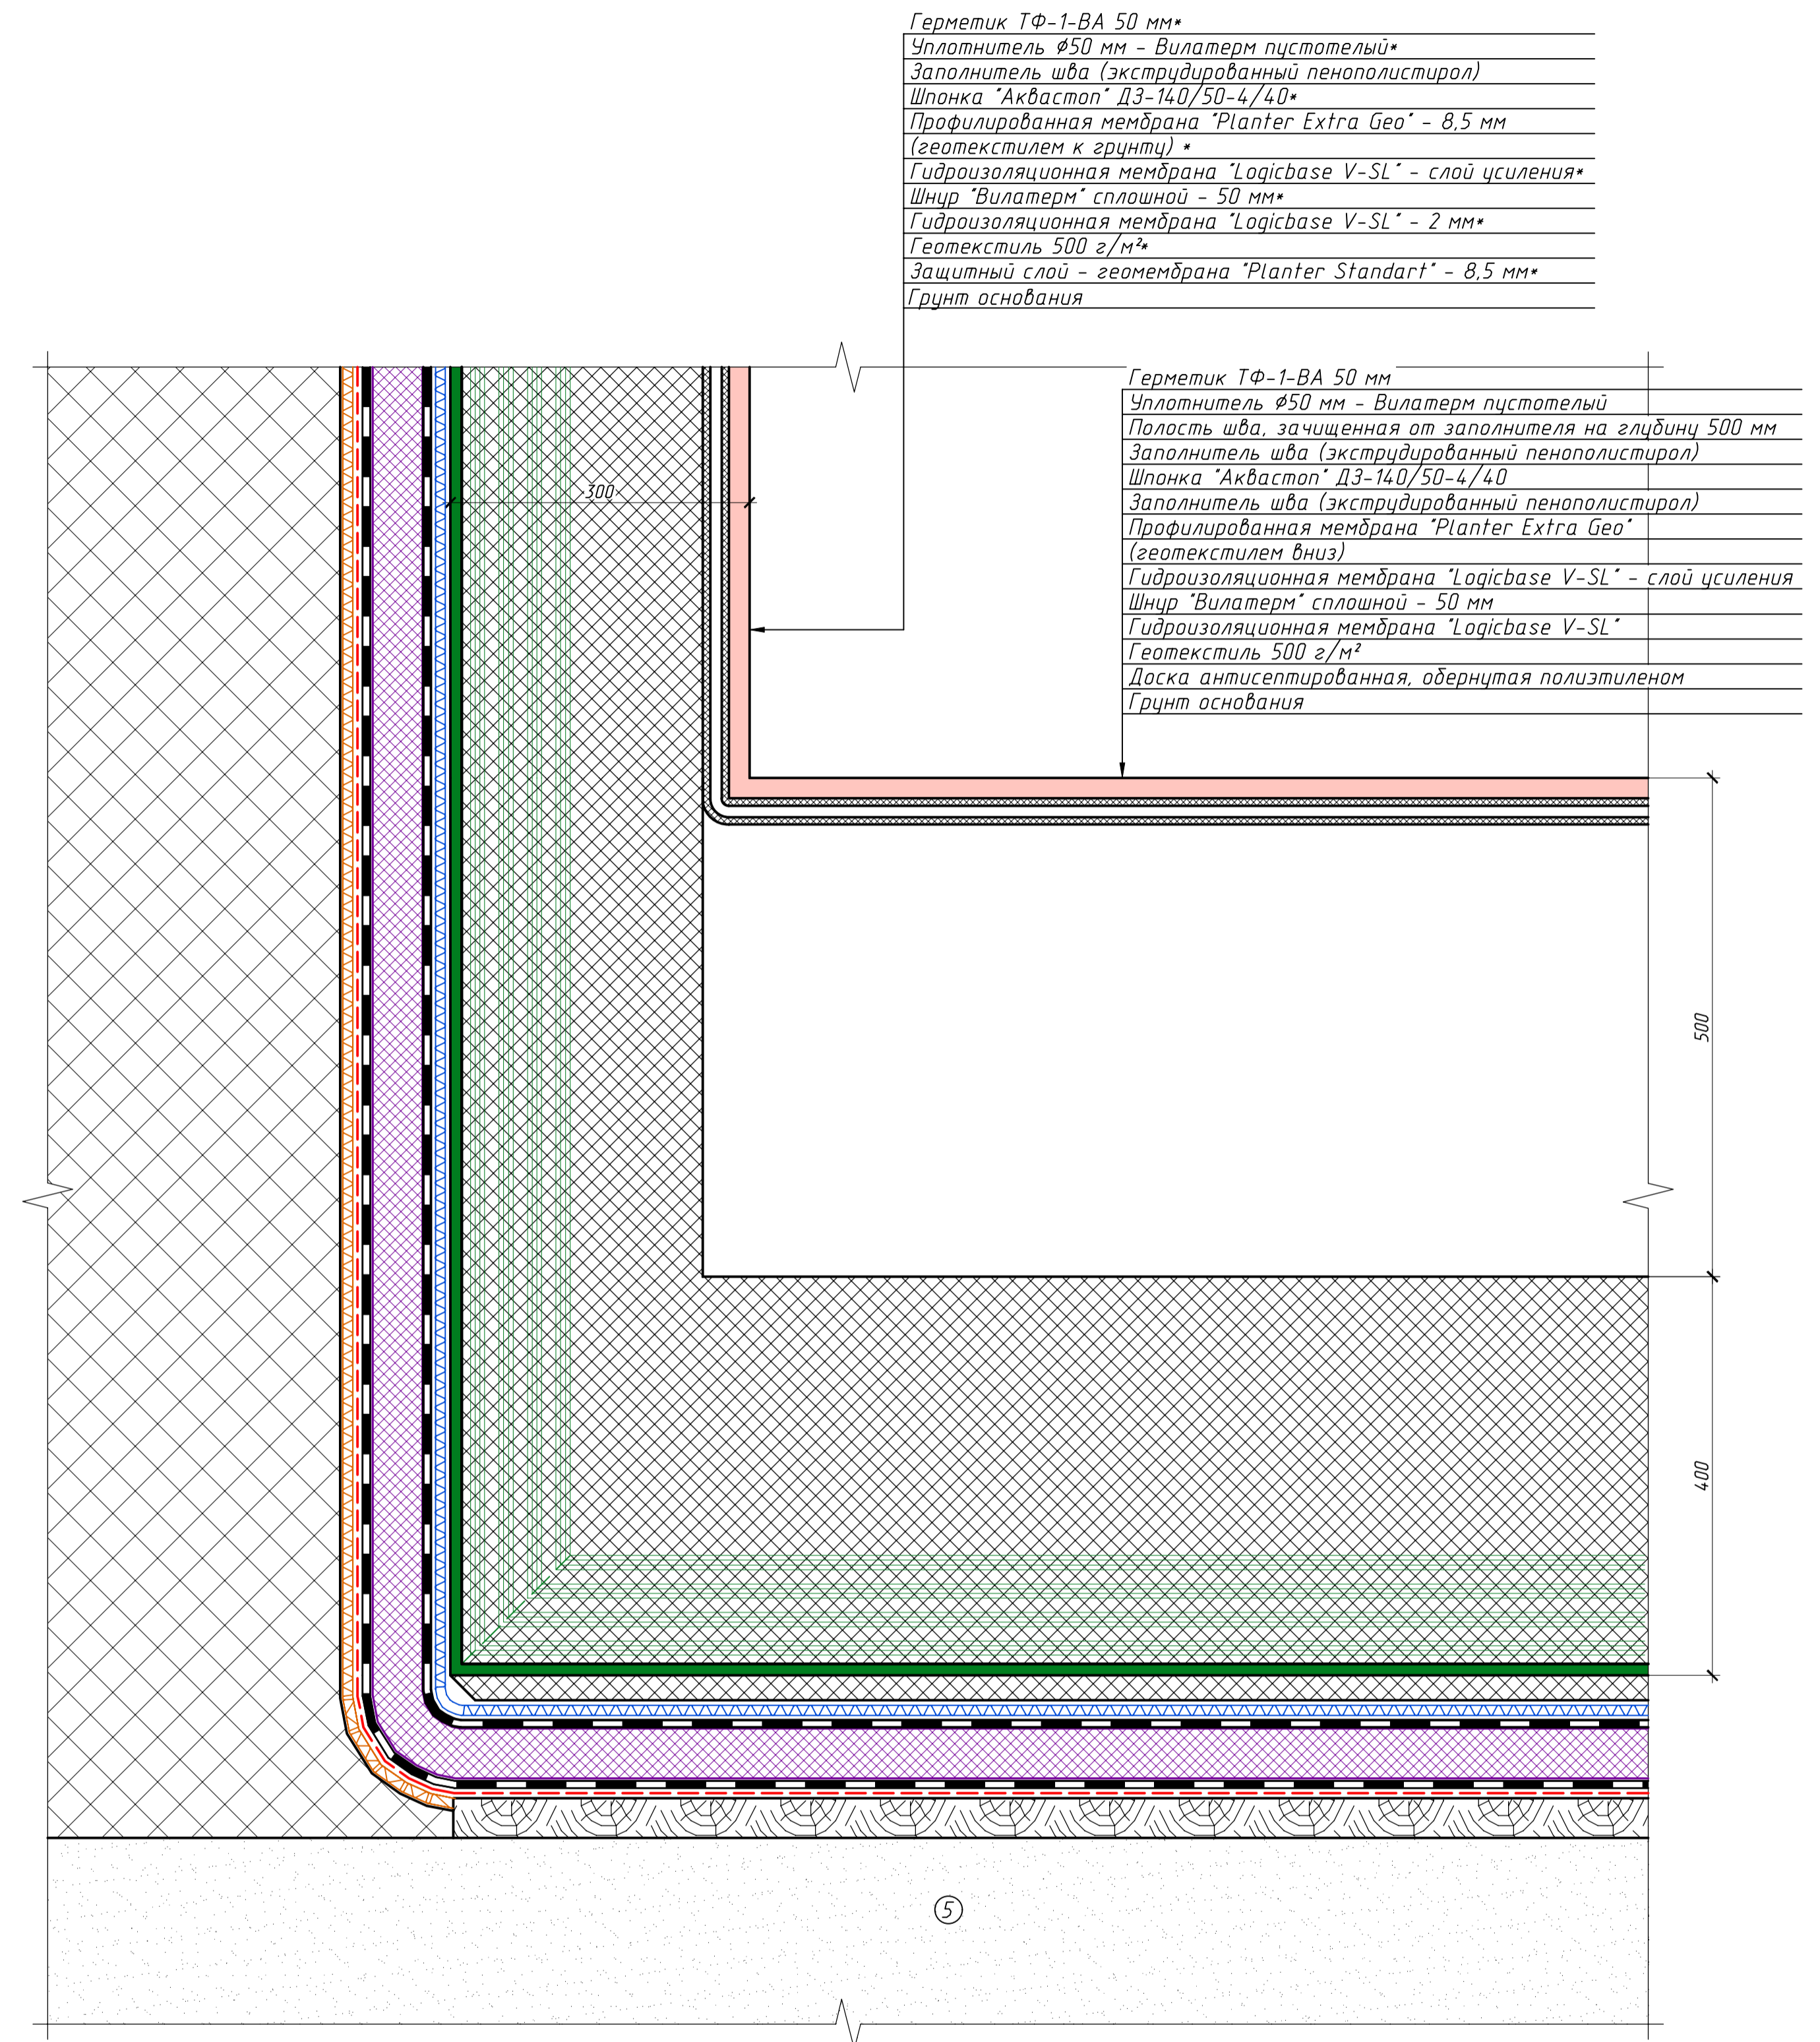 Герметик ТФ-1-ВА 50 мм*
Уплотнитель ⌀50 мм - Вилатерм пустотелый*
Заполнитель шва (экструдированный пенополистирол)
Шпонка "Аквастоп" ДЗ-140/50-4/40*
Профилированная мембрана "Planter Extra Geo" - 8,5 мм
(геотекстилем к грунту) *
Гидроизоляционная мембрана "Logicbase V-SL" - слой усиления*
Шнур "Вилатерм" сплошной - 50 мм*
Гидроизоляционная мембрана "Logicbase V-SL" - 2 мм*
Геотекстиль 500 г/м²*
Защитный слой - геомембрана "Planter Standart" - 8,5 мм*
Грунт основания
Герметик ТФ-1-ВА 50 мм
Уплотнитель ⌀50 мм - Вилатерм пустотелый
Полость шва, зачищенная от заполнителя на глубину 500 мм
Заполнитель шва (экструдированный пенополистирол)
Шпонка "Аквастоп" ДЗ-140/50-4/40
Заполнитель шва (экструдированный пенополистирол)
Профилированная мембрана "Planter Extra Geo"
(геотекстилем вниз)
Гидроизоляционная мембрана "Logicbase V-SL" - слой усиления
Шнур "Вилатерм" сплошной - 50 мм
Гидроизоляционная мембрана "Logicbase V-SL"
Геотекстиль 500 г/м²
Доска антисептированная, обернутая полиэтиленом
Грунт основания
300
500
400
5